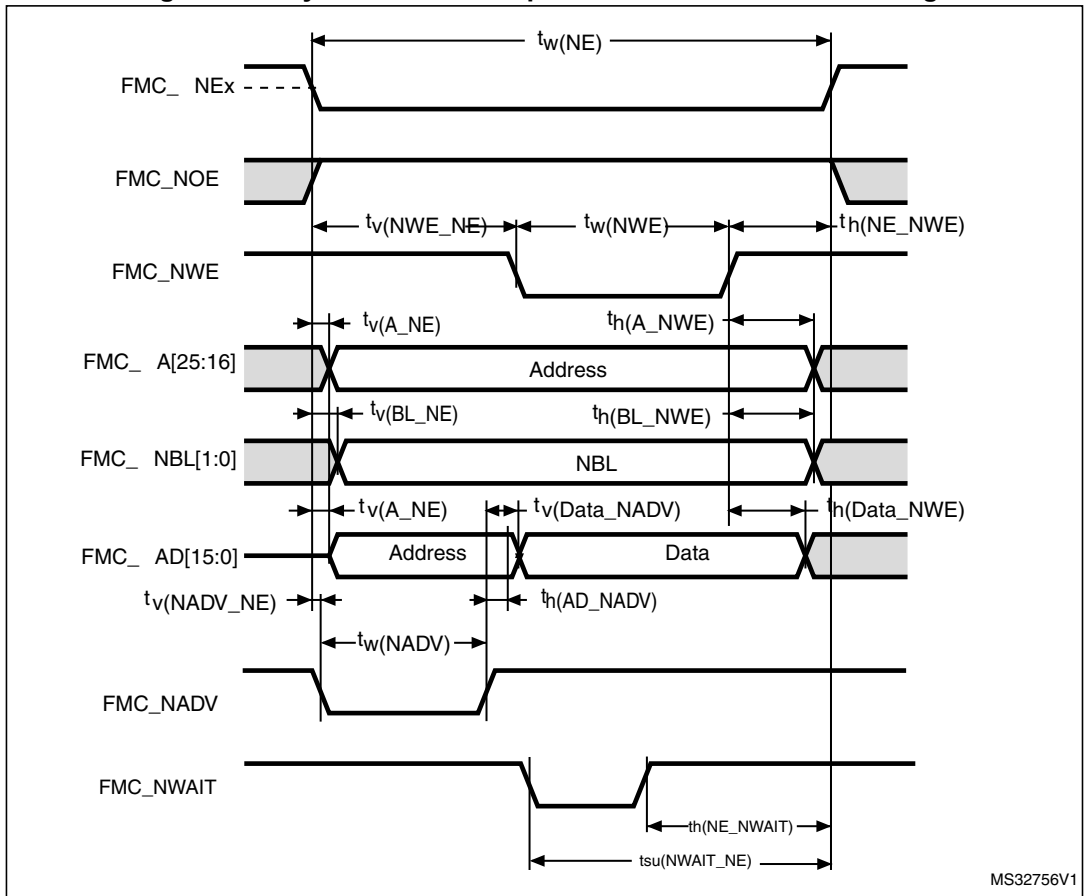 tw(NE)
FMC_ NEx
FMC_NOE
tv(NWE_NE)
tw(NWE)
th(NE_NWE)
FMC_NWE
tv(A_NE)
th(A_NWE)
FMC_ A[25:16]
Address
tv(BL_NE)
th(BL_NWE)
FMC_ NBL[1:0]
NBL
tv(A_NE)
tv(Data_NADV)
th(Data_NWE)
FMC_ AD[15:0]
Address
Data
tv(NADV_NE)
th(AD_NADV)
tw(NADV)
FMC_NADV
FMC_NWAIT
th(NE_NWAIT)
tsu(NWAIT_NE)
MS32756V1